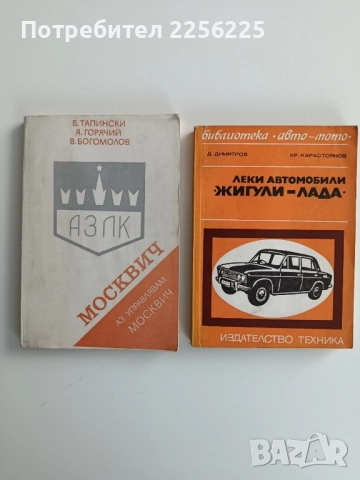 Потребител: 2256235
В. ТАПИНСКИ
Я. ГОРЯЧИЙ
В. БОГОМОЛОВ
АЗЛК
МОСКВИЧ
АЗ УПРАВЛЯВАМ
МОСКВИЧ
библиотека •авто-мото•
Д. ДИМИТРОВ
ХР. КАРАСТОЯНОВ
ЛЕКИ АВТОМОБИЛИ
•ЖИГУЛИ-ЛАДА•
ИЗДАТЕЛСТВО ТЕХНИКА
BAZAR